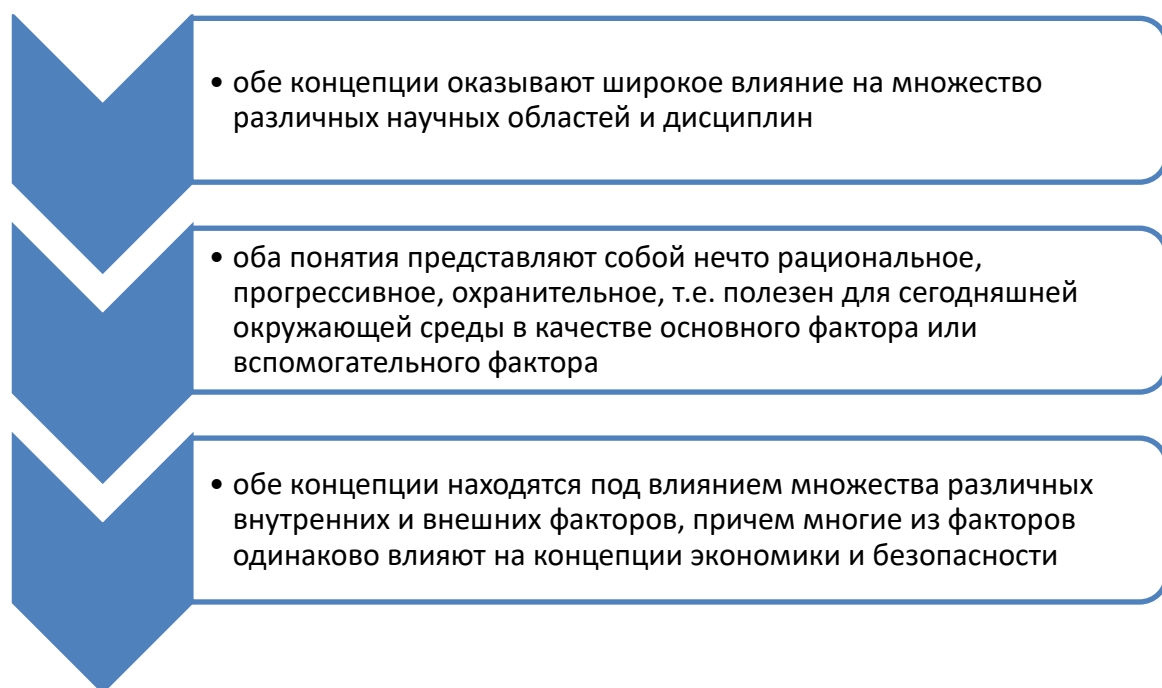 • обе концепции оказывают широкое влияние на множество
различных научных областей и дисциплин
• оба понятия представляют собой нечто рациональное,
прогрессивное, охранительное, т.е. полезен для сегодняшней
окружающей среды в качестве основного фактора или
вспомогательного фактора
• обе концепции находятся под влиянием множества различных
внутренних и внешних факторов, причем многие из факторов
одинаково влияют на концепции экономики и безопасности